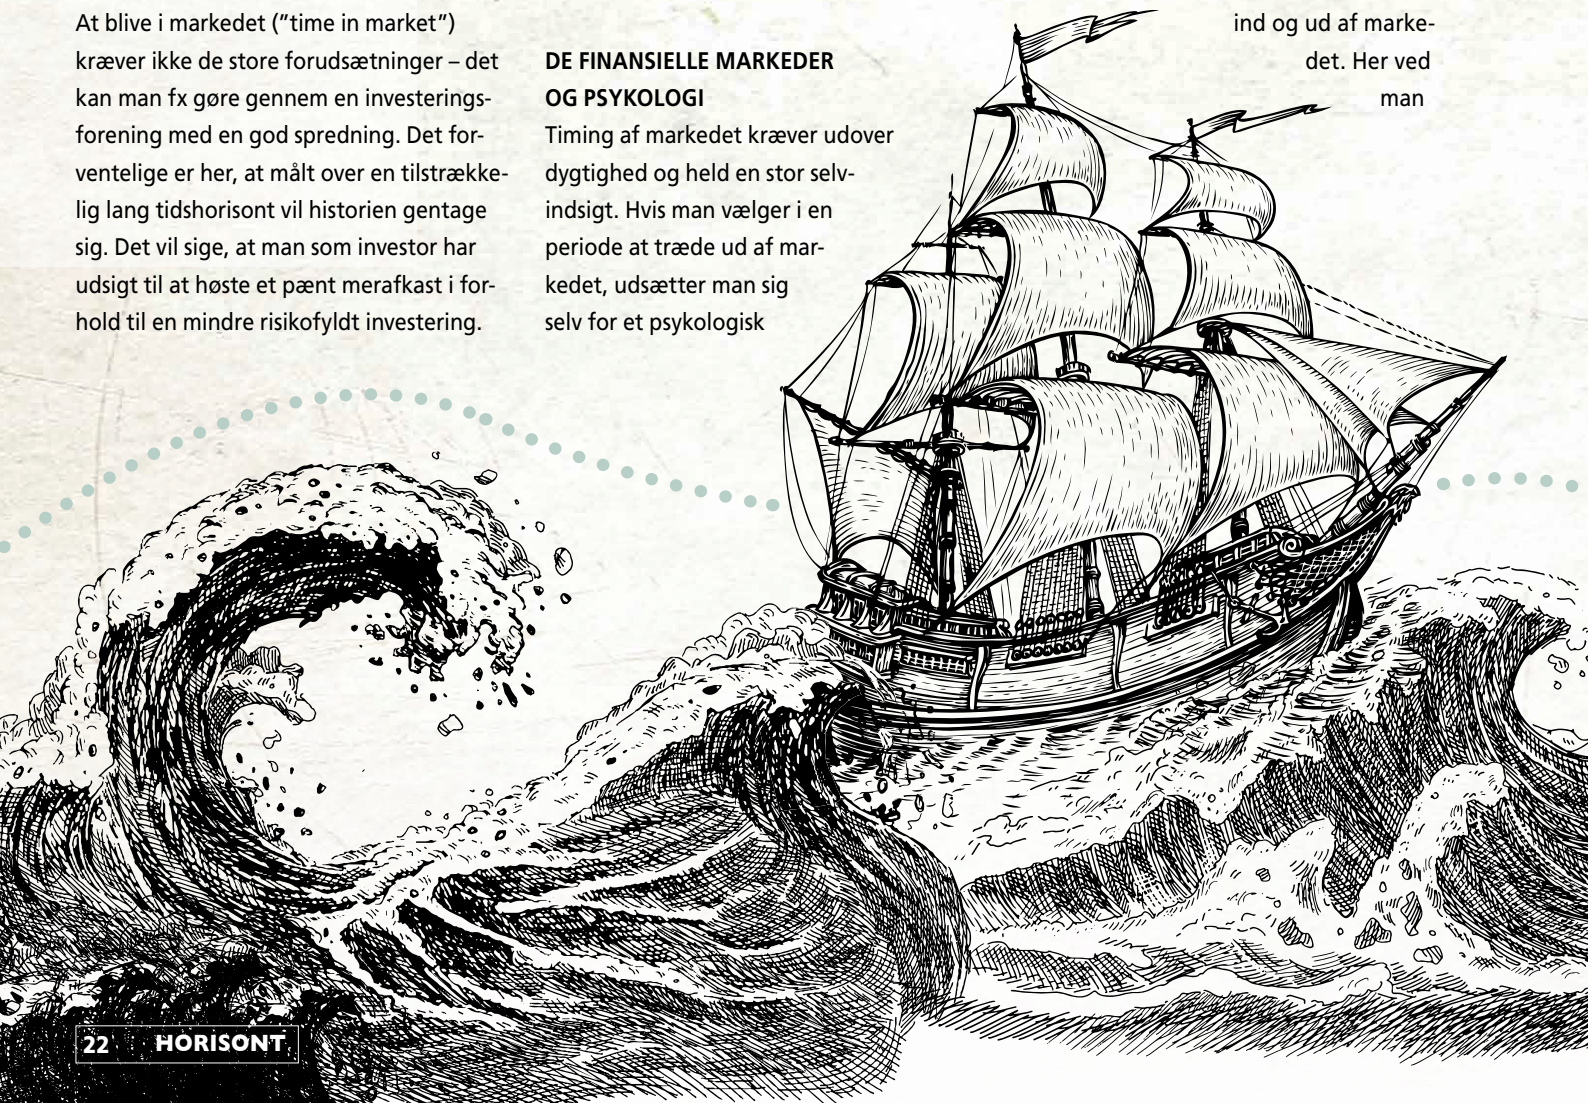 At blive i markedet (”time in market”)
kræver ikke de store forudsætninger – det
kan man fx gøre gennem en investerings-
forening med en god spredning. Det for-
ventelige er her, at målt over en tilstrække-
lig lang tidshorisont vil historien gentage
sig. Det vil sige, at man som investor har
udsigt til at høste et pænt merafkast i for-
hold til en mindre risikofyldt investering.
DE FINANSIELLE MARKEDER
OG PSYKOLOGI
Timing af markedet kræver udover
dygtighed og held en stor selv-
indsigt. Hvis man vælger i en
periode at træde ud af mar-
kedet, udsætter man sig
selv for et psykologisk
ind og ud af marke-
det. Her ved
man
22 HORISONT